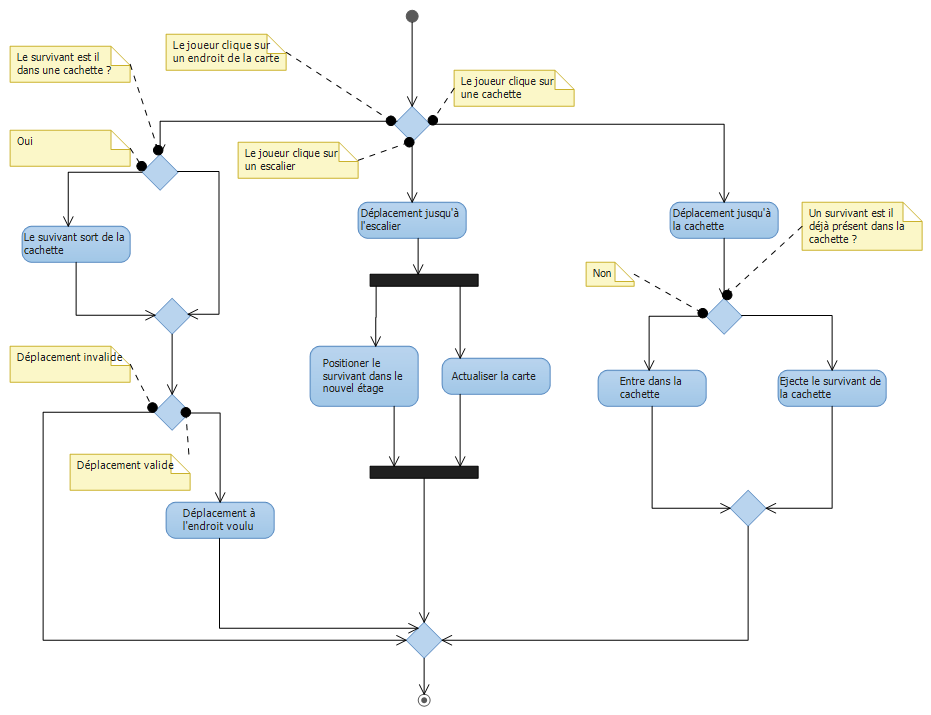 Le joueur clique sur
un endroit de la carte
Le survivant est il
dans une cachette ?
Le joueur clique sur
une cachette
Oui
Le joueur clique sur
un escalier
Déplacement jusqu'à
l'escalier
Déplacement jusqu'à
la cachette
Un survivant est il
déjà présent dans la
cachette ?
Le suvivant sort de la
cachette
Non
Déplacement invalide
Positioner le
survivant dans le
nouvel étage
Actualiser la carte
Entre dans la
cachette
Ejecte le survivant de
la cachette
Déplacement valide
Déplacement à
l'endroit voulu